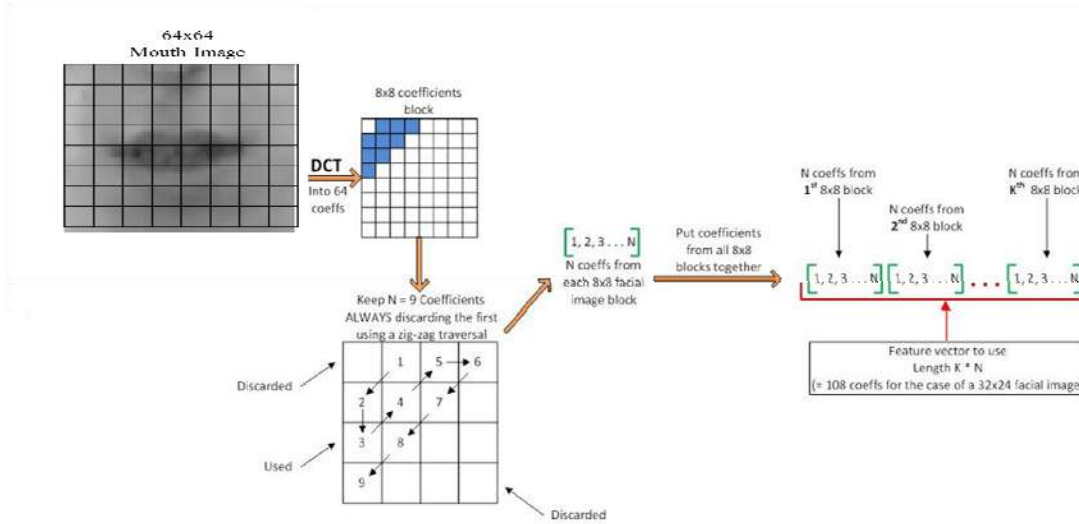 64x64
Mouth Image
8x8 coefficients
block
DCT
Into 64
coeffs
Keep N = 9 Coefficients
ALWAYS discarding the first
using a zig-zag traversal
1 5 6
2 4 7
3 8
9
Discarded
Used
Discarded
[1, 2, 3 ... N]
N coeffs from
each 8x8 facial
image block
Put coefficients
from all 8x8
blocks together
N coeffs from
1st 8x8 block
N coeffs from
2nd 8x8 block
N coeffs from
Kth 8x8 block
[1, 2, 3 ... N] [1, 2, 3 ... N] ... [1, 2, 3 ... N]
Feature vector to use
Length K * N
(= 108 coeffs for the case of a 32x24 facial image